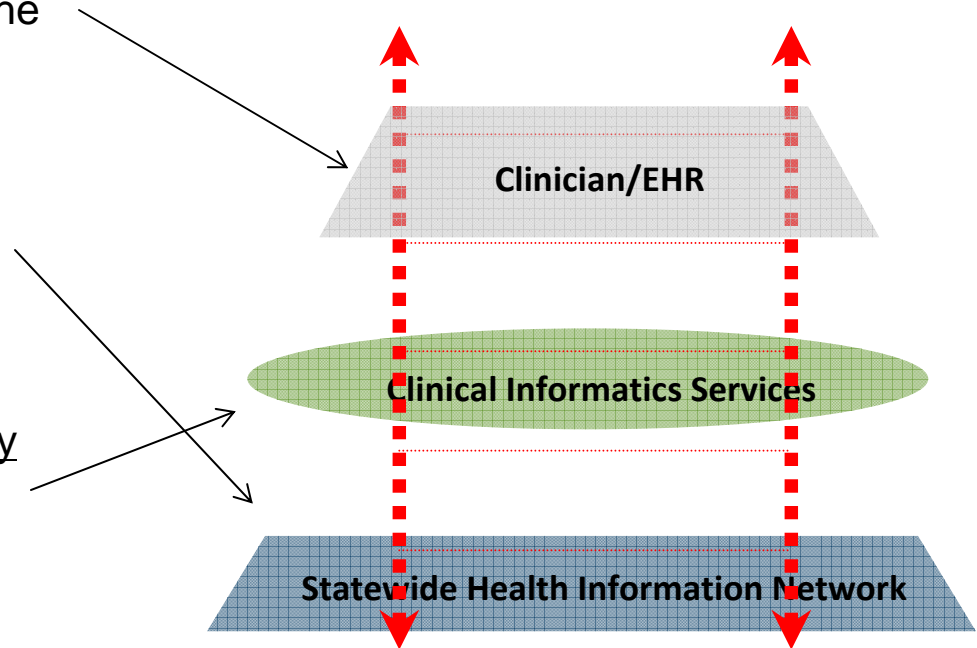 ne
Clinician/EHR
Clinical Informatics Services
y
Statewide Health Information Network